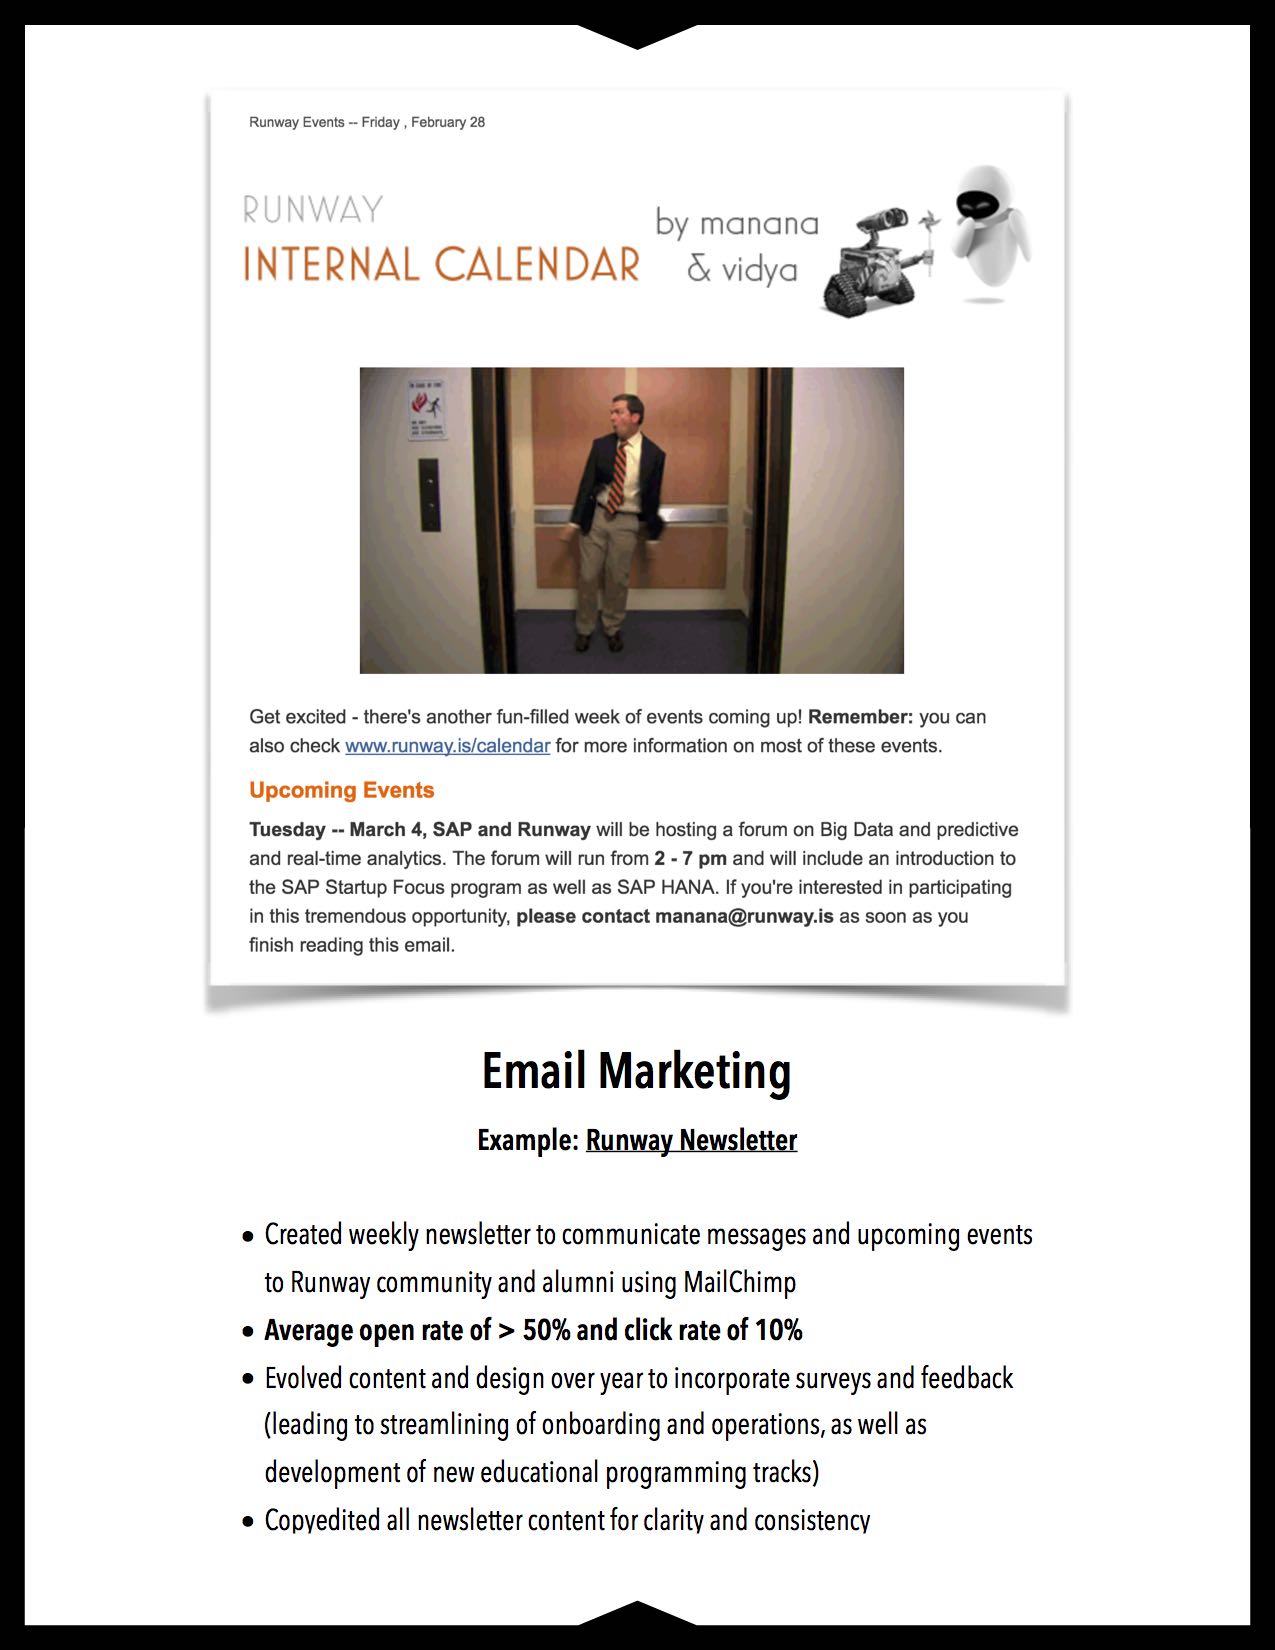 Runway Events -- Friday , February 28
RUNWAY
INTERNAL CALENDAR
by manana
& vidya
Get excited - there's another fun-filled week of events coming up! Remember: you can
also check www.runway.is/calendar for more information on most of these events.
Upcoming Events
Tuesday -- March 4, SAP and Runway will be hosting a forum on Big Data and predictive
and real-time analytics. The forum will run from 2 - 7 pm and will include an introduction to
the SAP Startup Focus program as well as SAP HANA. If you're interested in participating
in this tremendous opportunity, please contact manana@runway.is as soon as you
finish reading this email.
Email Marketing
Example: Runway Newsletter
• Created weekly newsletter to communicate messages and upcoming events
to Runway community and alumni using MailChimp
• Average open rate of > 50% and click rate of 10%
• Evolved content and design over year to incorporate surveys and feedback
(leading to streamlining of onboarding and operations, as well as
development of new educational programming tracks)
• Copyedited all newsletter content for clarity and consistency